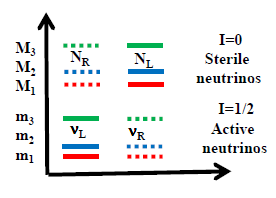 M3
M2
M1
NR
NL
I=0
Sterile
neutrinos
m3
m2
m1
νL
νR
I=1/2
Active
neutrinos